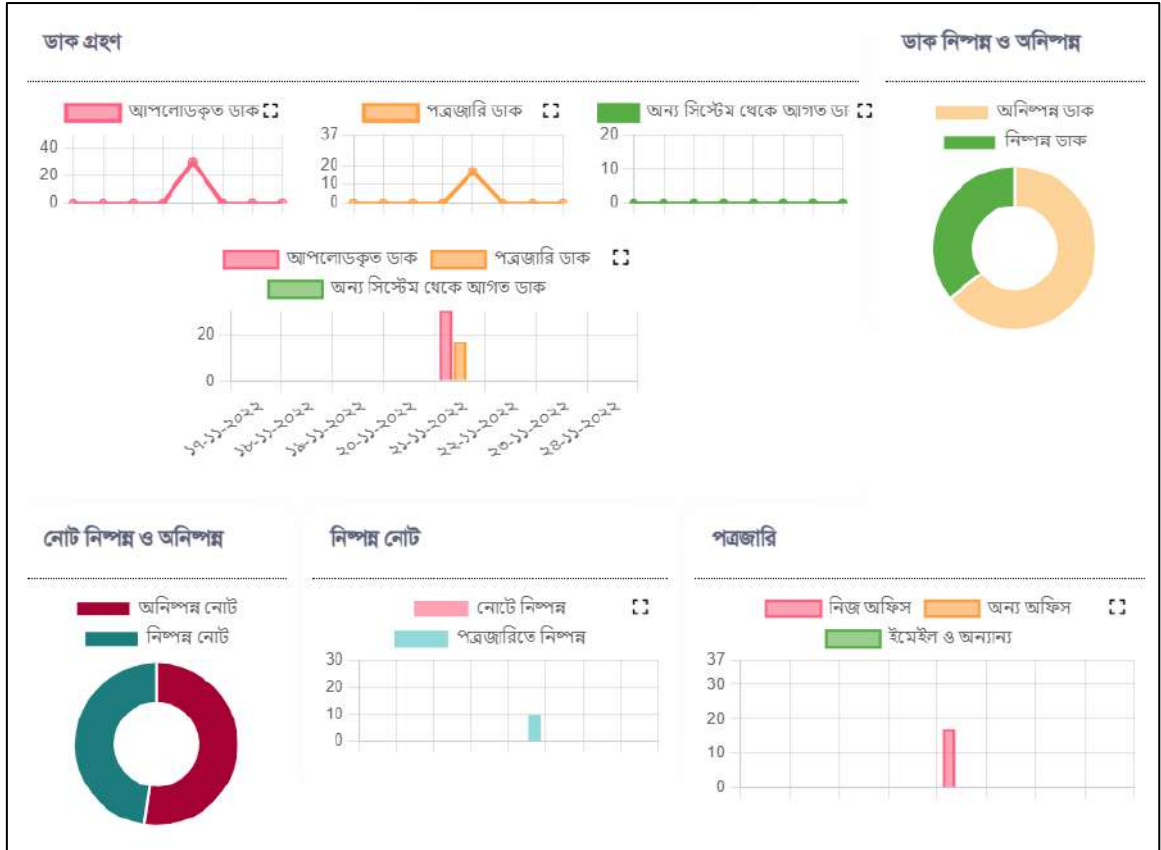 ডাক গ্রহণ
আপলোডকৃত ডাক
40
20
0
পত্রজারি ডাক
37
20
10
0
অন্য সিস্টেম থেকে আগত ডা
20
10
0
আপলোডকৃত ডাক পত্রজারি ডাক
অন্য সিস্টেম থেকে আগত ডাক
20
0
১৭-১১-২০২২
১৮-১১-২০২২
১৯-১১-২০২২
২০-১১-২০২২
২১-১১-২০২২
২২-১১-২০২২
২৩-১১-২০২২
২৪-১১-২০২২
ডাক নিষ্পন্ন ও অনিষ্পন্ন
অনিষ্পন্ন ডাক
নিষ্পন্ন ডাক
নোট নিষ্পন্ন ও অনিষ্পন্ন
অনিষ্পন্ন নোট
নিষ্পন্ন নোট
নিষ্পন্ন নোট
নোটে নিষ্পন্ন
পত্রজারিতে নিষ্পন্ন
30
20
10
0
পত্রজারি
নিজ অফিস অন্য অফিস
ইমেইল ও অন্যান্য
37
30
20
10
0